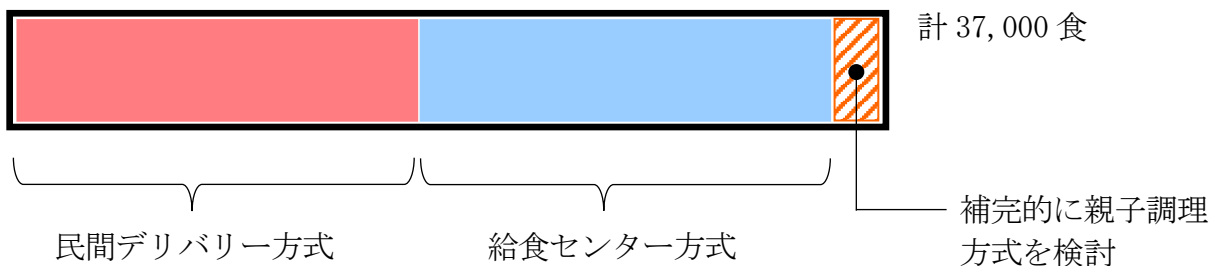 計 37,000 食
民間デリバリー方式
給食センター方式
補完的に親子調理
方式を検討